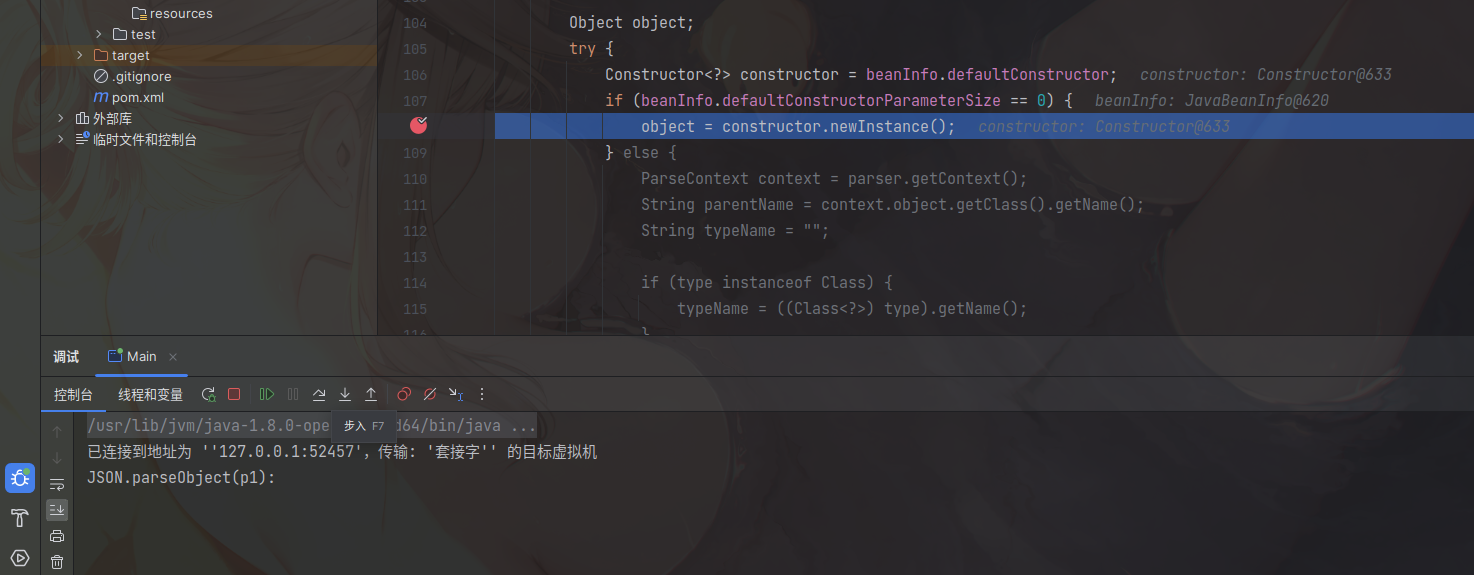 resources
test
target
.gitignore
pom.xml
外部库
临时文件和控制台
104 Object object;
105 try {
106 Constructor<?> constructor = beanInfo.defaultConstructor; constructor: Constructor@633
107 if (beanInfo.defaultConstructorParameterSize == 0) { beanInfo: JavaBeanInfo@620
object = constructor.newInstance(); constructor: Constructor@633
109 } else {
110 ParseContext context = parser.getContext();
111 String parentName = context.object.getClass().getName();
112 String typeName = "";
113
114 if (type instanceof Class) {
115 typeName = ((Class<?>) type).getName();
116 }
调试 Main
控制台 线程和变量
步入 F7
/usr/lib/jvm/java-1.8.0-ope d64/bin/java ...
已连接到地址为 ''127.0.0.1:52457'，传输: '套接字'' 的目标虚拟机
JSON.parseObject(p1):